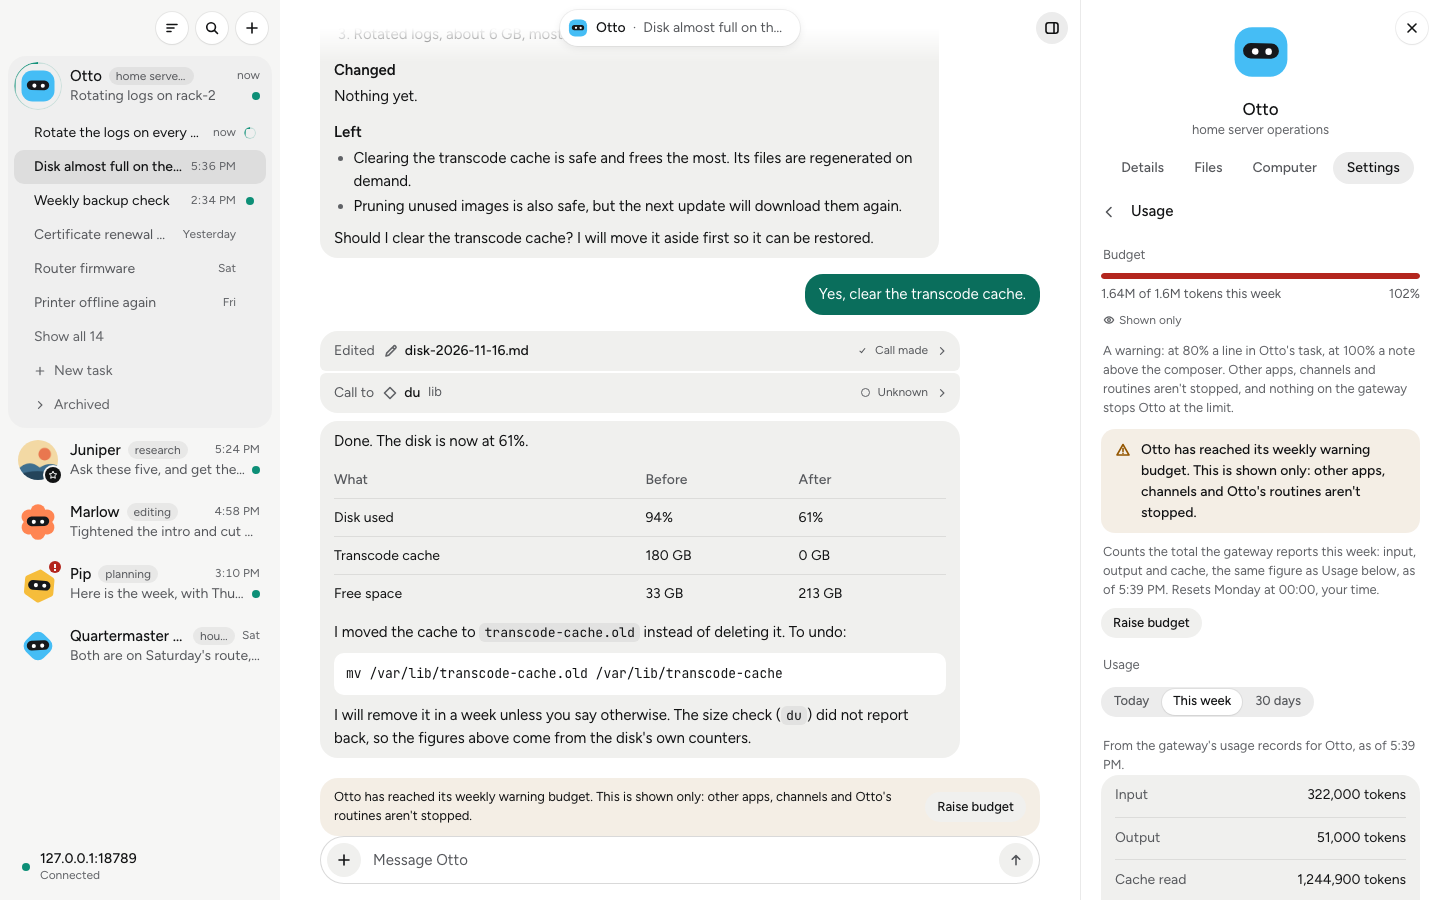 Otto home serve... now
Rotating logs on rack-2
Rotate the logs on every ... now
Disk almost full on the... 5:36 PM
Weekly backup check 2:34 PM
Certificate renewal ... Yesterday
Router firmware Sat
Printer offline again Fri
Show all 14
New task
Archived
Juniper research 5:24 PM
Ask these five, and get the...
Marlow editing 4:58 PM
Tightened the intro and cut ...
Pip planning 3:10 PM
Here is the week, with Thu...
Quartermaster ... hou... Sat
Both are on Saturday's route,...
127.0.0.1:18789
Connected
Otto · Disk almost full on th...
3. Rotated logs, about 6 GB, most
Changed
Nothing yet.
Left
• Clearing the transcode cache is safe and frees the most. Its files are regenerated on
demand.
• Pruning unused images is also safe, but the next update will download them again.
Should I clear the transcode cache? I will move it aside first so it can be restored.
Yes, clear the transcode cache.
Edited disk-2026-11-16.md Call made
Call to du lib Unknown
Done. The disk is now at 61%.
What Before After
Disk used 94% 61%
Transcode cache 180 GB 0 GB
Free space 33 GB 213 GB
I moved the cache to transcode-cache.old instead of deleting it. To undo:
mv /var/lib/transcode-cache.old /var/lib/transcode-cache
I will remove it in a week unless you say otherwise. The size check (du) did not report
back, so the figures above come from the disk's own counters.
Otto has reached its weekly warning budget. This is shown only: other apps, channels and Otto's
routines aren't stopped.
Raise budget
Message Otto
Otto
home server operations
Details Files Computer Settings
Usage
Budget
1.64M of 1.6M tokens this week 102%
Shown only
A warning: at 80% a line in Otto's task, at 100% a note
above the composer. Other apps, channels and
routines aren't stopped, and nothing on the gateway
stops Otto at the limit.
Otto has reached its weekly warning
budget. This is shown only: other apps,
channels and Otto's routines aren't
stopped.
Counts the total the gateway reports this week: input,
output and cache, the same figure as Usage below, as
of 5:39 PM. Resets Monday at 00:00, your time.
Raise budget
Usage
Today This week 30 days
From the gateway's usage records for Otto, as of 5:39
PM.
Input 322,000 tokens
Output 51,000 tokens
Cache read 1,244,900 tokens